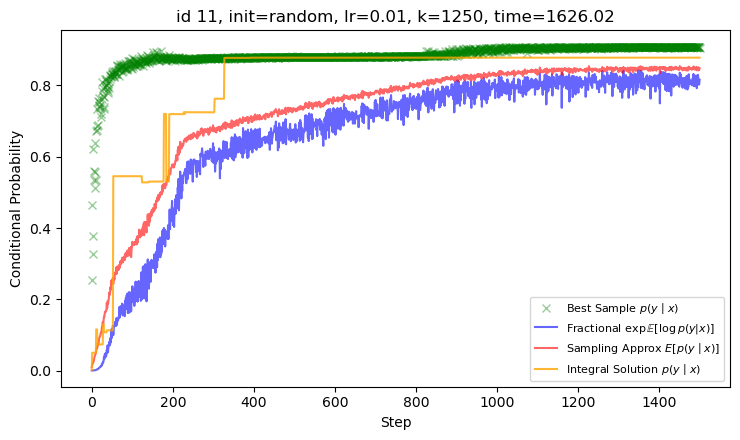 id 11, init=random, lr=0.01, k=1250, time=1626.02
Conditional Probability
0.8
0.6
0.4
0.2
0.0
Best Sample p(y | x)
Fractional exp𝔼[log p(y|x)]
Sampling Approx E[p(y | x)]
Integral Solution p(y | x)
0 200 400 600 800 1000 1200 1400
Step